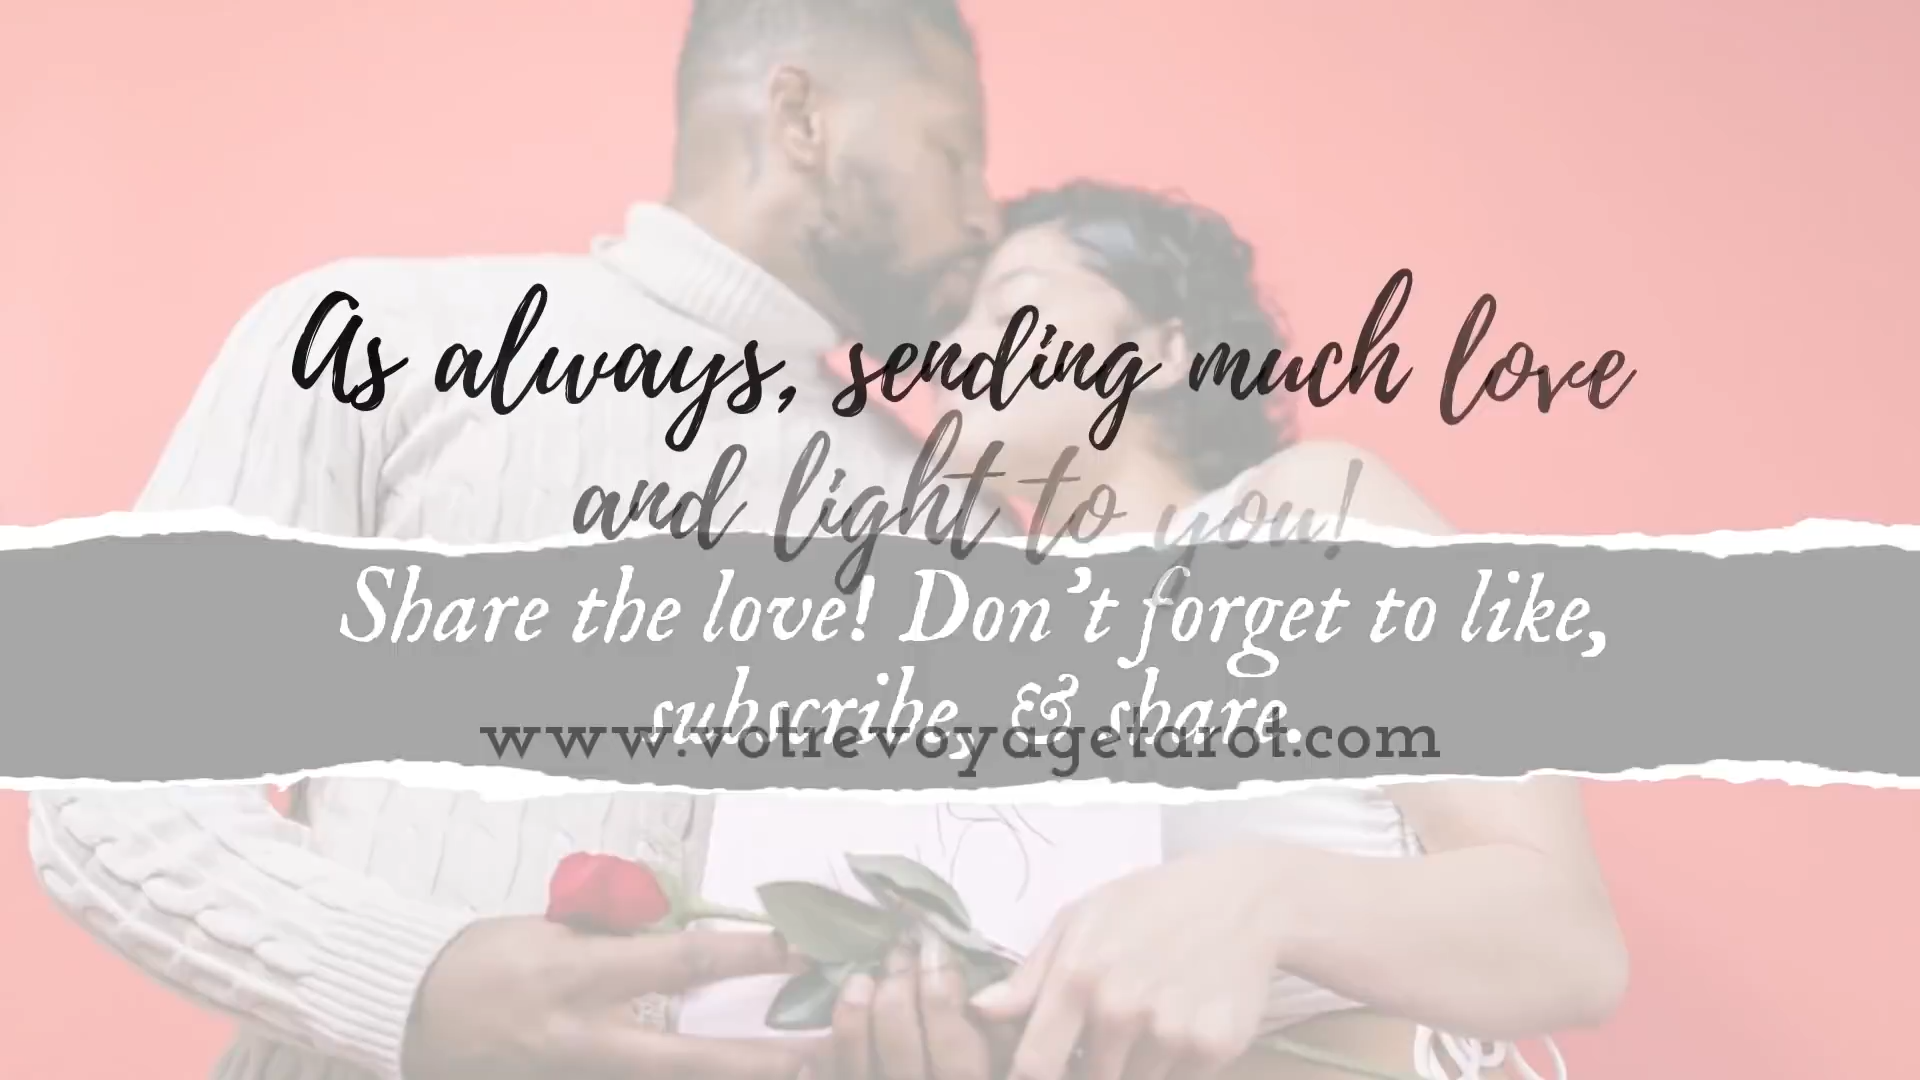 As always, sending much love
and light to you!
Share the love! Don't forget to like,
subscribe, & share.
www.votrevoyagetarot.com